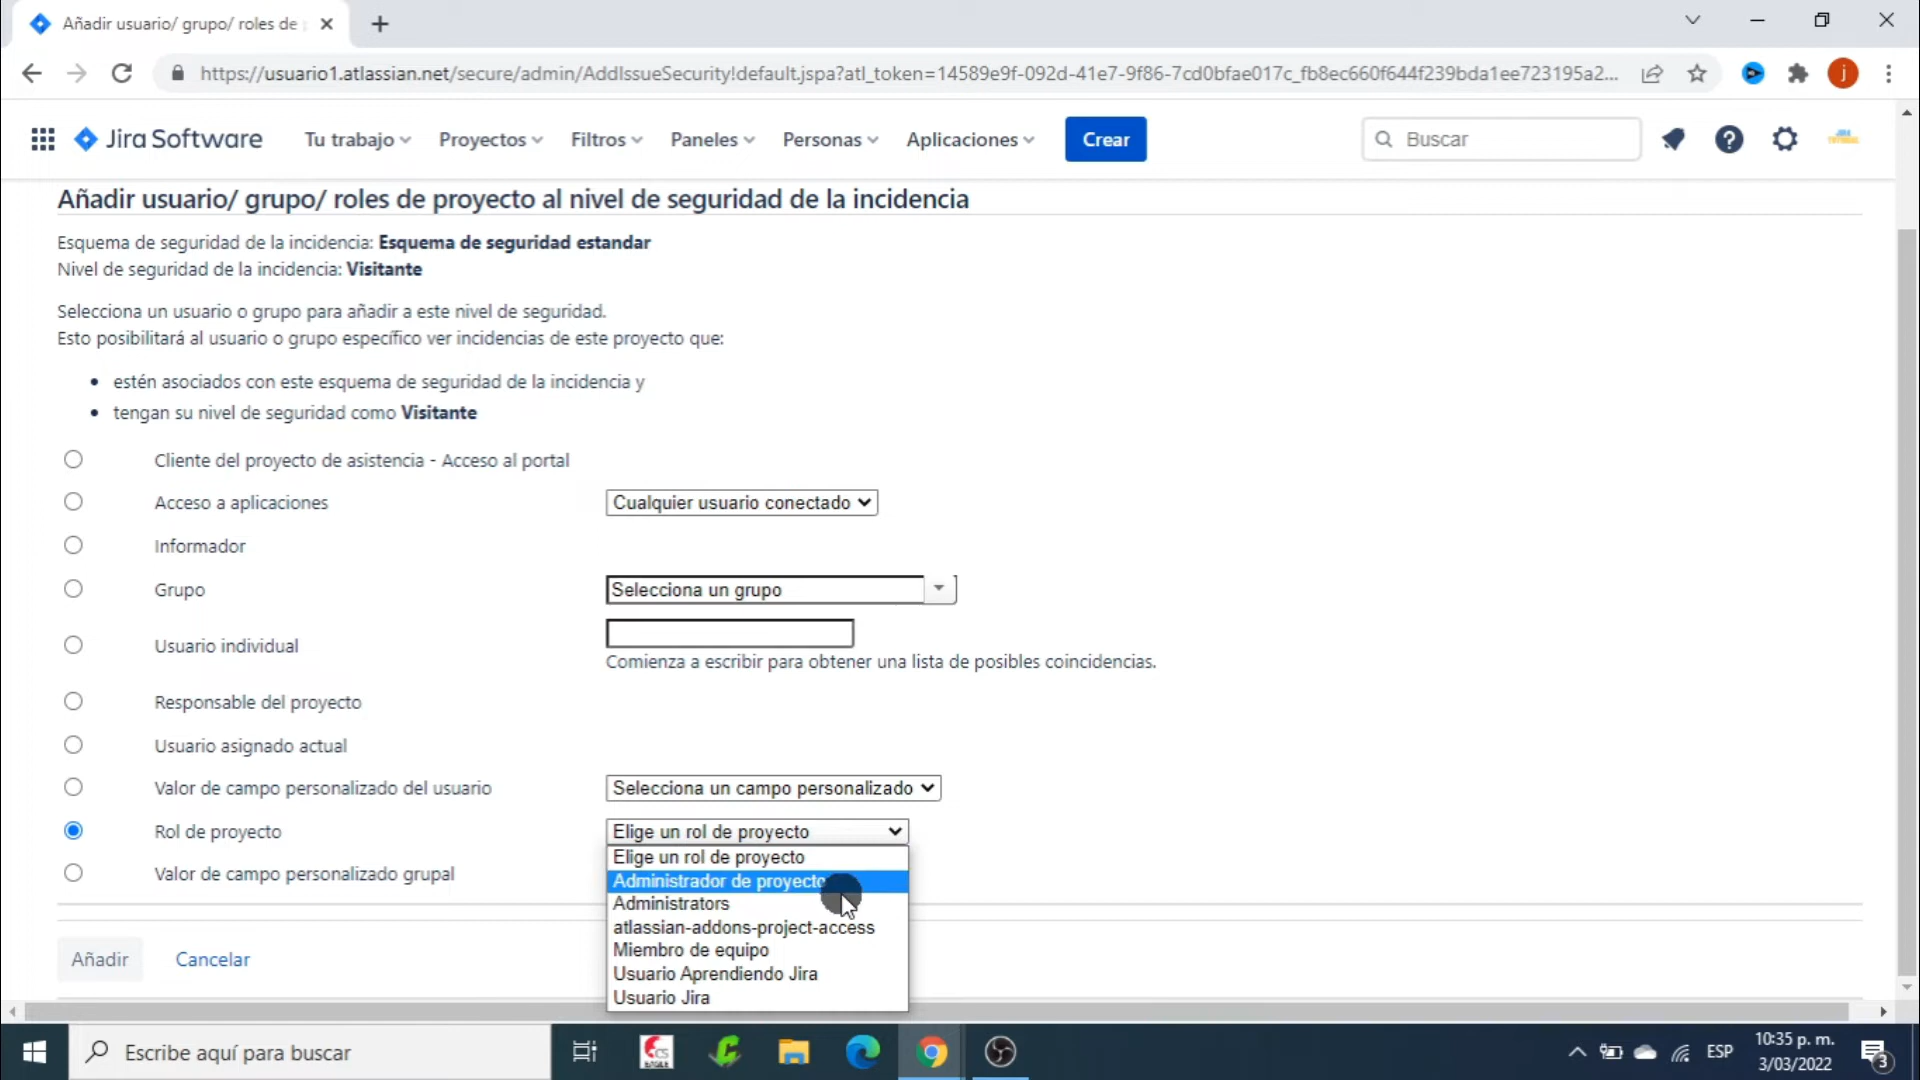 Añadir usuario/ grupo/ roles de
https://usuario1.atlassian.net/secure/admin/AddIssueSecurity!default.jspa?atl_token=14589e9f-092d-41e7-9f86-7cd0bfae017c_fb8ec660f644f239bda1ee723195a2...
j
Jira Software
Tu trabajo
Proyectos
Filtros
Paneles
Personas
Aplicaciones
Crear
Buscar
Añadir usuario/ grupo/ roles de proyecto al nivel de seguridad de la incidencia
Esquema de seguridad de la incidencia: Esquema de seguridad estandar
Nivel de seguridad de la incidencia: Visitante
Selecciona un usuario o grupo para añadir a este nivel de seguridad.
Esto posibilitará al usuario o grupo específico ver incidencias de este proyecto que:
• estén asociados con este esquema de seguridad de la incidencia y
• tengan su nivel de seguridad como Visitante
Cliente del proyecto de asistencia - Acceso al portal
Acceso a aplicaciones
Cualquier usuario conectado
Informador
Grupo
Selecciona un grupo
Usuario individual
Comienza a escribir para obtener una lista de posibles coincidencias.
Responsable del proyecto
Usuario asignado actual
Valor de campo personalizado del usuario
Selecciona un campo personalizado
Rol de proyecto
Elige un rol de proyecto
Elige un rol de proyecto
Administrador de proyecto
Administrators
atlassian-addons-project-access
Miembro de equipo
Usuario Aprendiendo Jira
Usuario Jira
Valor de campo personalizado grupal
Añadir
Cancelar
Escribe aquí para buscar
CS
EAGLE
ESP
10:35 p. m.
3/03/2022
3